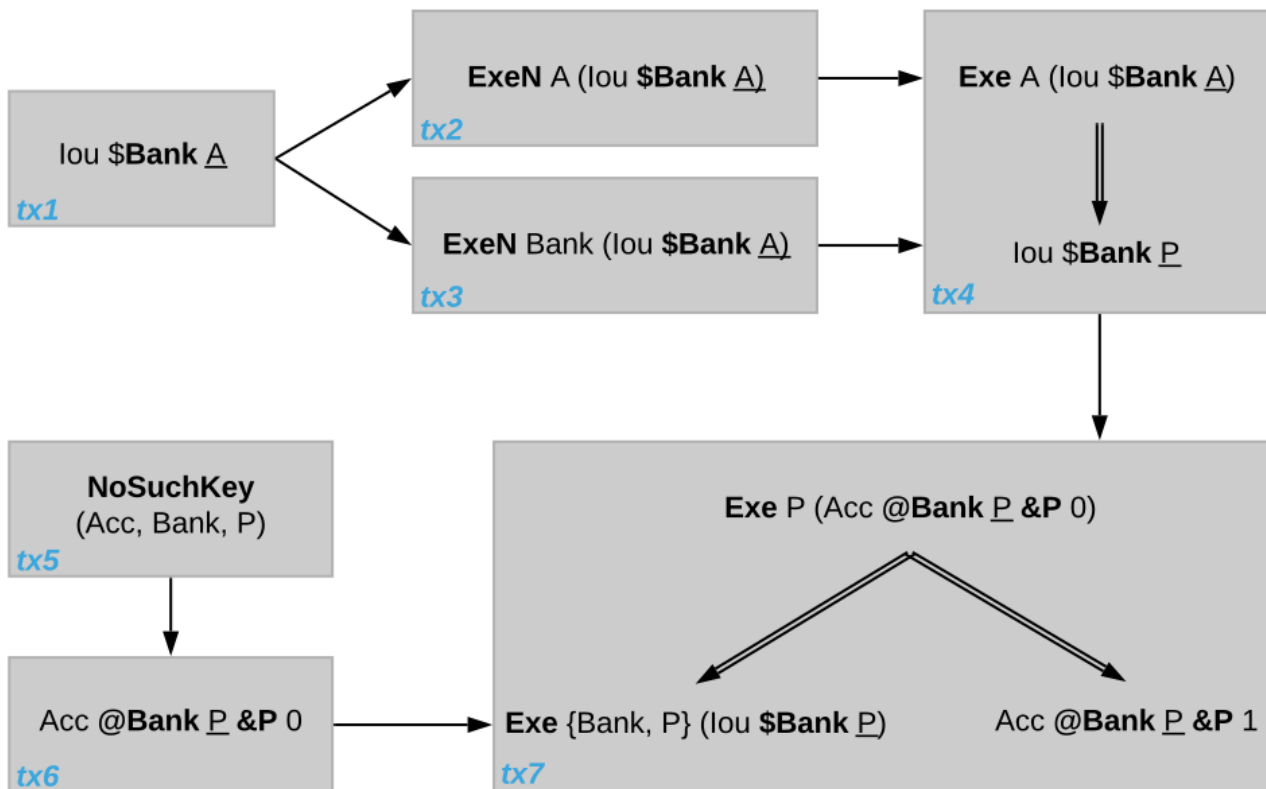 Iou $Bank A
tx1
ExeN A (Iou $Bank A)
tx2
ExeN Bank (Iou $Bank A)
tx3
Exe A (Iou $Bank A)
Iou $Bank P
tx4
NoSuchKey
(Acc, Bank, P)
tx5
Acc @Bank P &P 0
tx6
Exe P (Acc @Bank P &P 0)
Exe {Bank, P} (Iou $Bank P)
Acc @Bank P &P 1
tx7